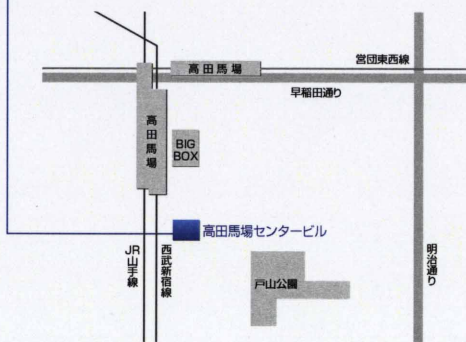 営団東西線
高田馬場
早稲田通り
高田馬場
BIG
BOX
高田馬場センタービル
JR山手線
西武新宿線
戸山公園
明治通り